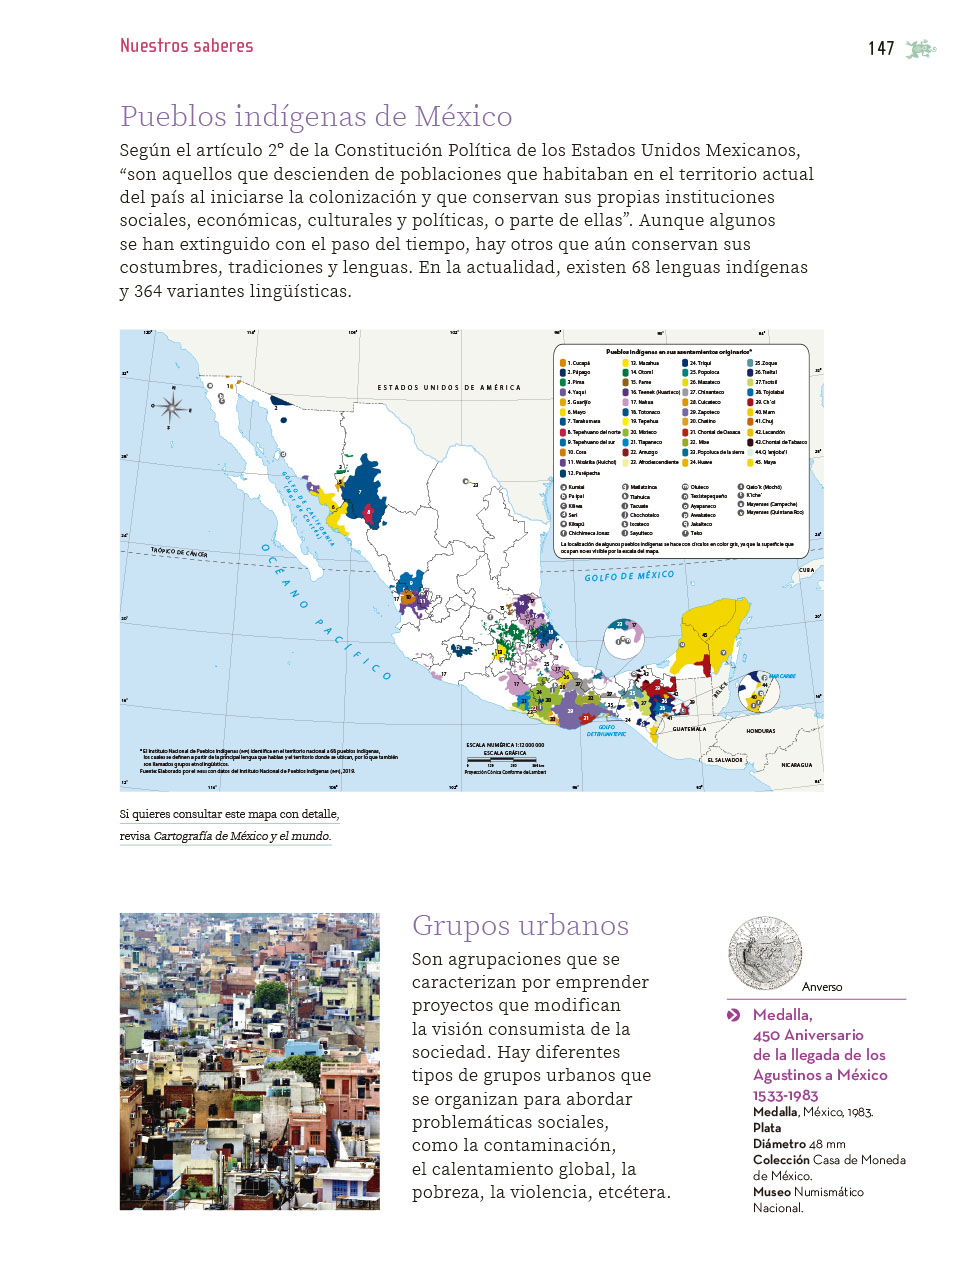 Nuestros saberes
147
Pueblos indígenas de México
Según el artículo 2° de la Constitución Política de los Estados Unidos Mexicanos,
“son aquellos que descienden de poblaciones que habitaban en el territorio actual
del país al iniciarse la colonización y que conservan sus propias instituciones
sociales, económicas, culturales y políticas, o parte de ellas”. Aunque algunos
se han extinguido con el paso del tiempo, hay otros que aún conservan sus
costumbres, tradiciones y lenguas. En la actualidad, existen 68 lenguas indígenas
y 364 variantes lingüísticas.
ESTADOS UNIDOS DE AMÉRICA
Pueblos indígenas en sus asentamientos originarios*
1. Cucapá
2. Pápago
3. Pima
4. Yaqui
5. Guarijío
6. Mayo
7. Tarahumara
8. Tepehuano del norte
9. Tepehuano del sur
10. Cora
11. Wixárika (Huichol)
12. Purépecha
13. Mazahua
14. Otomí
15. Pame
16. Teenek (Huasteco)
17. Nahua
18. Totonaco
19. Tepehua
20. Mixteco
21. Tlapaneco
22. Amuzgo
23. Afrodescendiente
24. Triqui
25. Popoloca
26. Mazateco
27. Chinanteco
28. Cuicateco
29. Zapoteco
30. Chatino
31. Chontal de Oaxaca
32. Mixe
33. Popoluca de la sierra
34. Huave
35. Zoque
36. Tseltal
37. Tsotsil
38. Tojolabal
39. Ch´ol
40. Mam
41. Chuj
42. Lacandón
43. Chontal de Tabasco
44. Q´anjoba'l
45. Maya
Kumiai
Pa ipai
Kiliwa
Seri
Kikapú
Chichimeca Jonaz
Matlatzinca
Tlahuica
Tacuate
Chocholteco
Ixcateco
Sayulteco
Oluteco
Texistepequeño
Ayapaneco
Awakateco
Jakalteco
Teko
Qato´k (Mochó)
K'iche´
Mayenses (Campeche)
Mayenses (Quintana Roo)
La localización de algunos pueblos indígenas se hace con círculos en color gris, ya que la superficie que
ocupan no es visible por la escala del mapa.
GOLFO DE CALIFORNIA
(Mar de Cortés)
TRÓPICO DE CÁNCER
OCÉANO PACÍFICO
GOLFO DE MÉXICO
CUBA
MAR CARIBE
BELICE
GUATEMALA
HONDURAS
EL SALVADOR
NICARAGUA
GOLFO
DE TEHUANTEPEC
ESCALA NUMÉRICA 1:12 000 000
ESCALA GRÁFICA
Proyección Cónica Conforme de Lambert
* El Instituto Nacional de Pueblos Indígenas (INPI) identifica en el territorio nacional a 68 pueblos indígenas,
los cuales se definen a partir de la principal lengua que hablan y el territorio donde se ubican, por lo que también
son llamados grupos etnolingüísticos.
Fuente: Elaborado por el INEGI con datos del Instituto Nacional de Pueblos Indígenas (INPI), 2019.
Si quieres consultar este mapa con detalle,
revisa Cartografía de México y el mundo.
Grupos urbanos
Son agrupaciones que se
caracterizan por emprender
proyectos que modifican
la visión consumista de la
sociedad. Hay diferentes
tipos de grupos urbanos que
se organizan para abordar
problemáticas sociales,
como la contaminación,
el calentamiento global, la
pobreza, la violencia, etcétera.
Anverso
Medalla,
450 Aniversario
de la llegada de los
Agustinos a México
1533-1983
Medalla, México, 1983.
Plata
Diámetro 48 mm
Colección Casa de Moneda
de México.
Museo Numismático
Nacional.